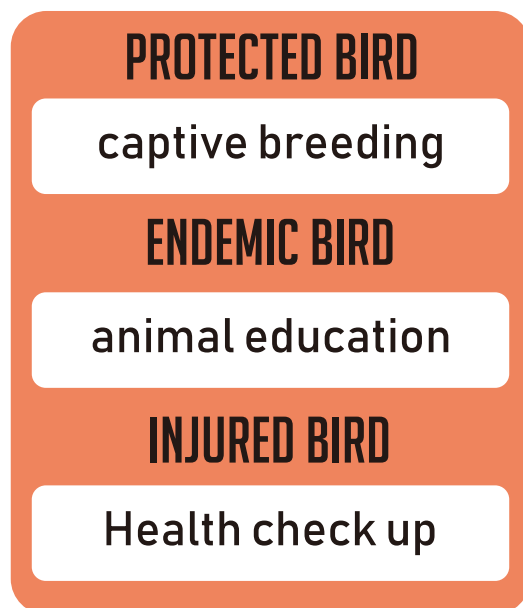 PROTECTED BIRD
captive breeding
ENDEMIC BIRD
animal education
INJURED BIRD
Health check up